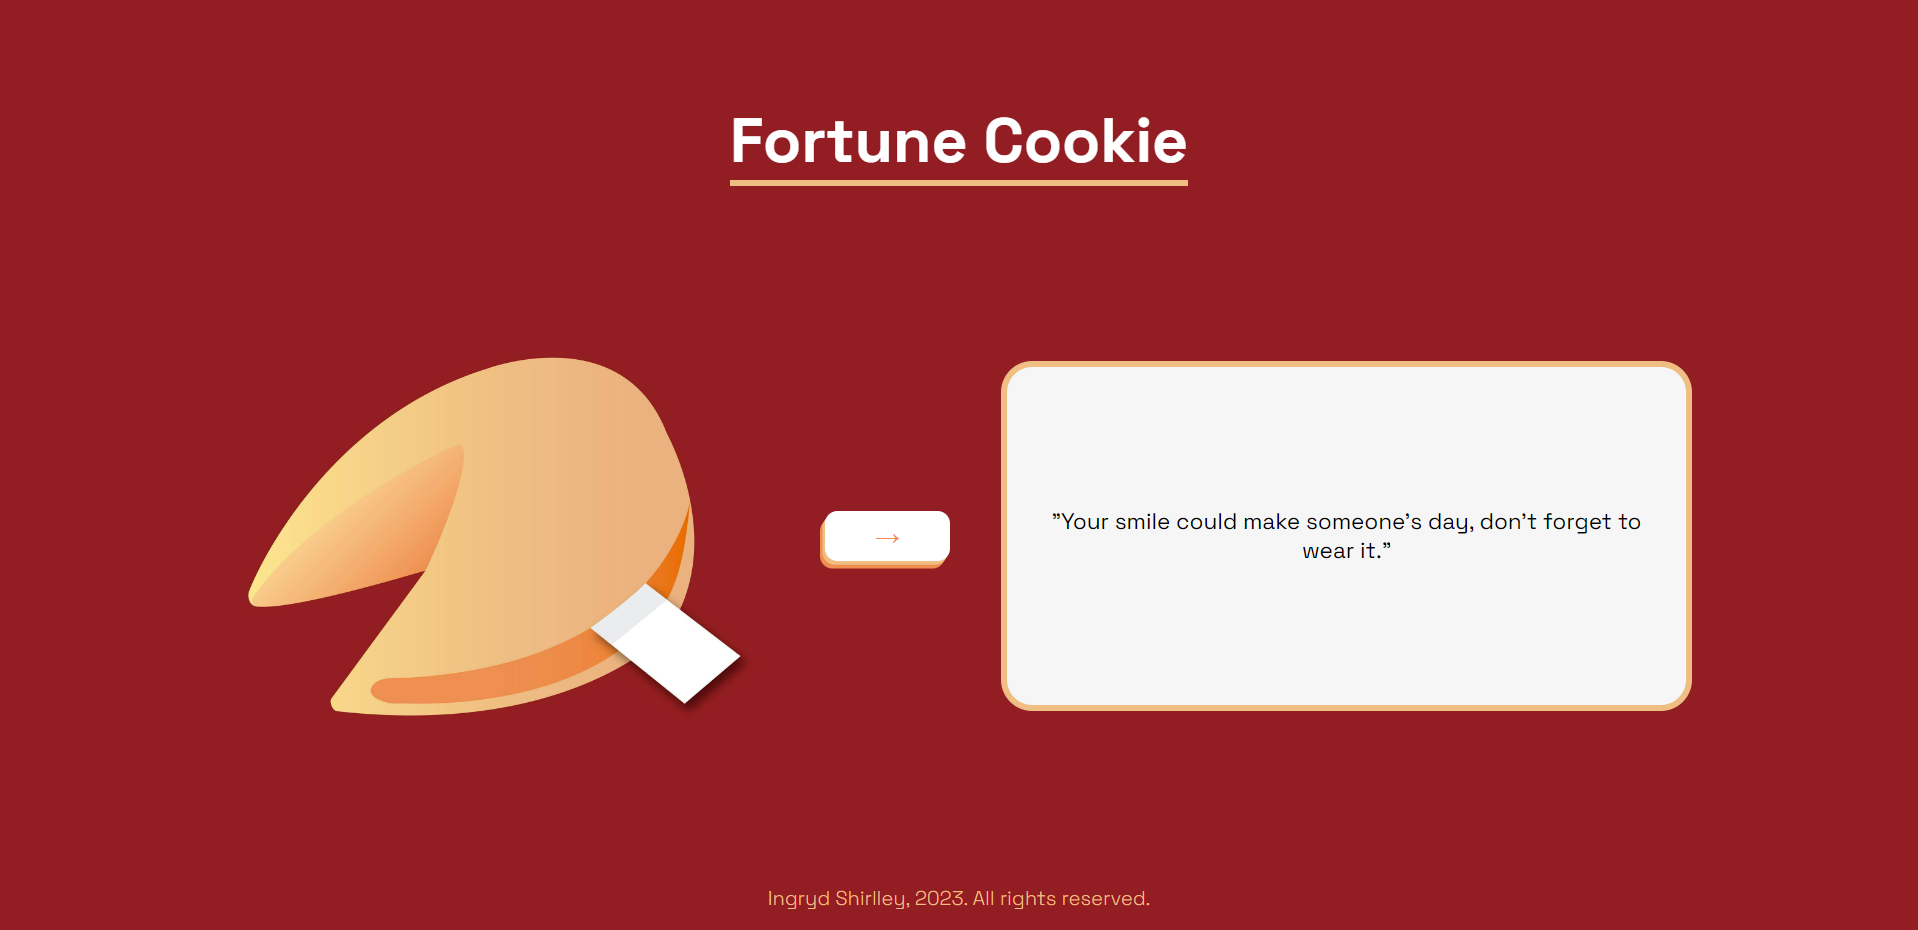 Fortune Cookie
→
”Your smile could make someone’s day, don’t forget to
wear it.”
Ingryd Shirlley, 2023. All rights reserved.